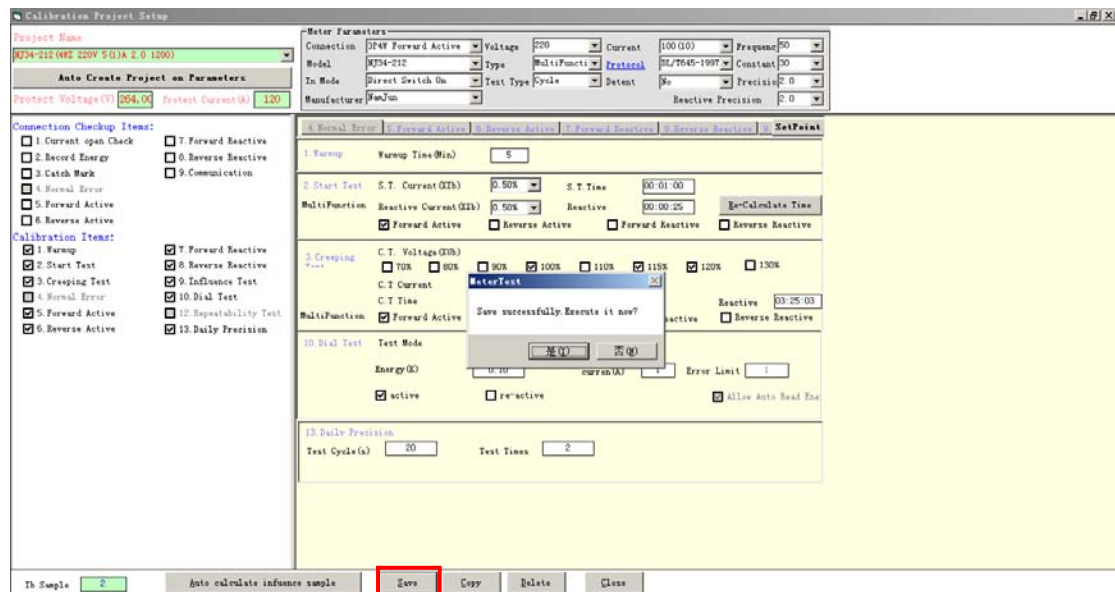 Calibration Project Setup
Project Name
NJ34-212(4WZ 220V 5()A 2.0 1200)
Auto Create Project on Parameters
Protect Voltage(V) 264.00 Protect Current(A) 120
Meter Parameters
Connection 3P4W Forward Active Voltage 220 Current 100(10) Frequenc 50
Model NJ34-212 Type MultiFuncti Protocol DL/T645-1997 Constant 30
In Mode Direct Switch On Test Type Cycle Detent No Precisio 2.0
Manufacturer NanJun Reactive Precision 2.0
Connection Checkup Items:
1. Current open Check 7. Forward Reactive
2. Record Energy 8. Reverse Reactive
3. Catch Mark 9. Communication
4. Normal Error
5. Forward Active
6. Reverse Active
Calibration Items:
1. Warmup 7. Forward Reactive
2. Start Test 8. Reverse Reactive
3. Creeping Test 9. Influence Test
4. Normal Error 10. Dial Test
5. Forward Active 12. Repeatability Test
6. Reverse Active 13. Daily Precision
4. Normal Error 5. Forward Active 6. Reverse Active 7. Forward Reactive 8. Reverse Reactive 9. SetPoint
1. Warmup Warmup Time(Min) 5
2. Start Test S.T. Current(XIb) 0.50% S.T.Time 00:01:00
MultiFunction Reactive Current(XIb) 0.50% Reactive 00:00:25 Re-Calculate Time
Forward Active Reverse Active Forward Reactive Reverse Reactive
3. Creeping C.T. Voltage(XUb)
70% 80% 90% 100% 110% 115% 120% 130%
C.T Current
C.T Time Reactive 03:25:03
MultiFunction Forward Active active Reverse Reactive
MeterTest
Save successfully. Execute it now?
是(Y) 否(N)
10. Dial Test Test Mode
Energy(K) 0.10 curren(A) 1 Error Limit 1
active re-active Allow Auto Read Ene
13. Daily Precision
Test Cycle(s) 20 Test Times 2
Ib Sample 2 Auto calculate infuence sample Save Copy Delete Close